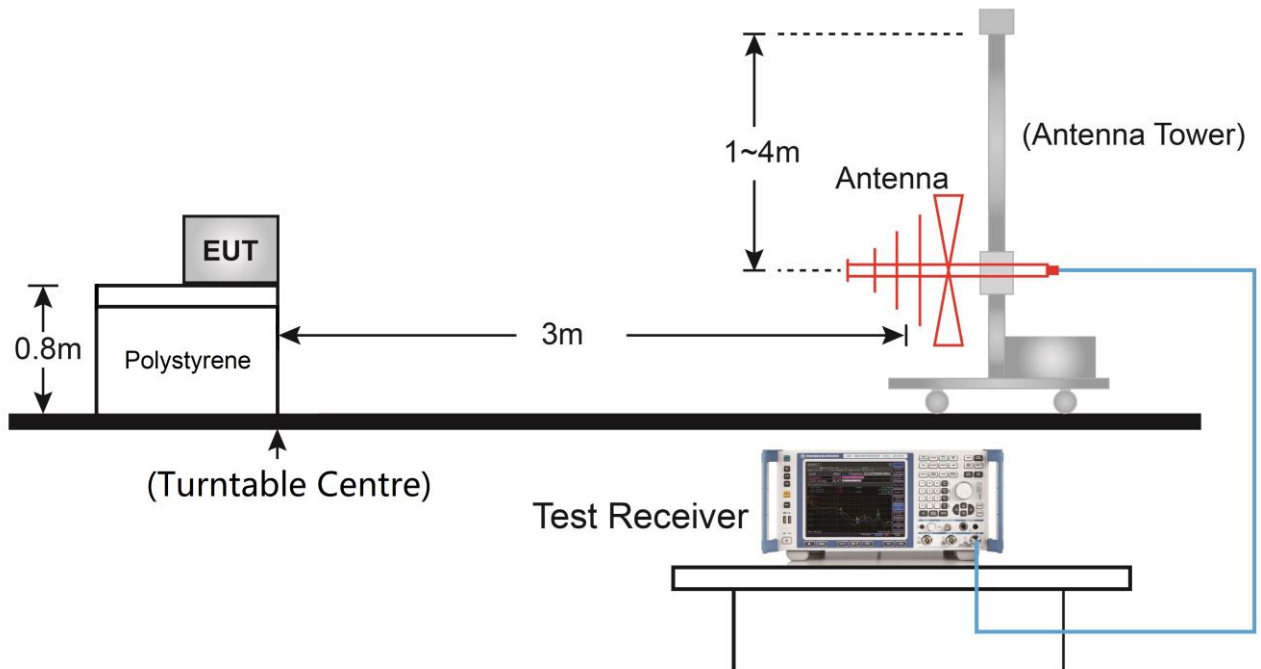 1~4m
(Antenna Tower)
Antenna
EUT
0.8m
Polystyrene
3m
(Turntable Centre)
Test Receiver